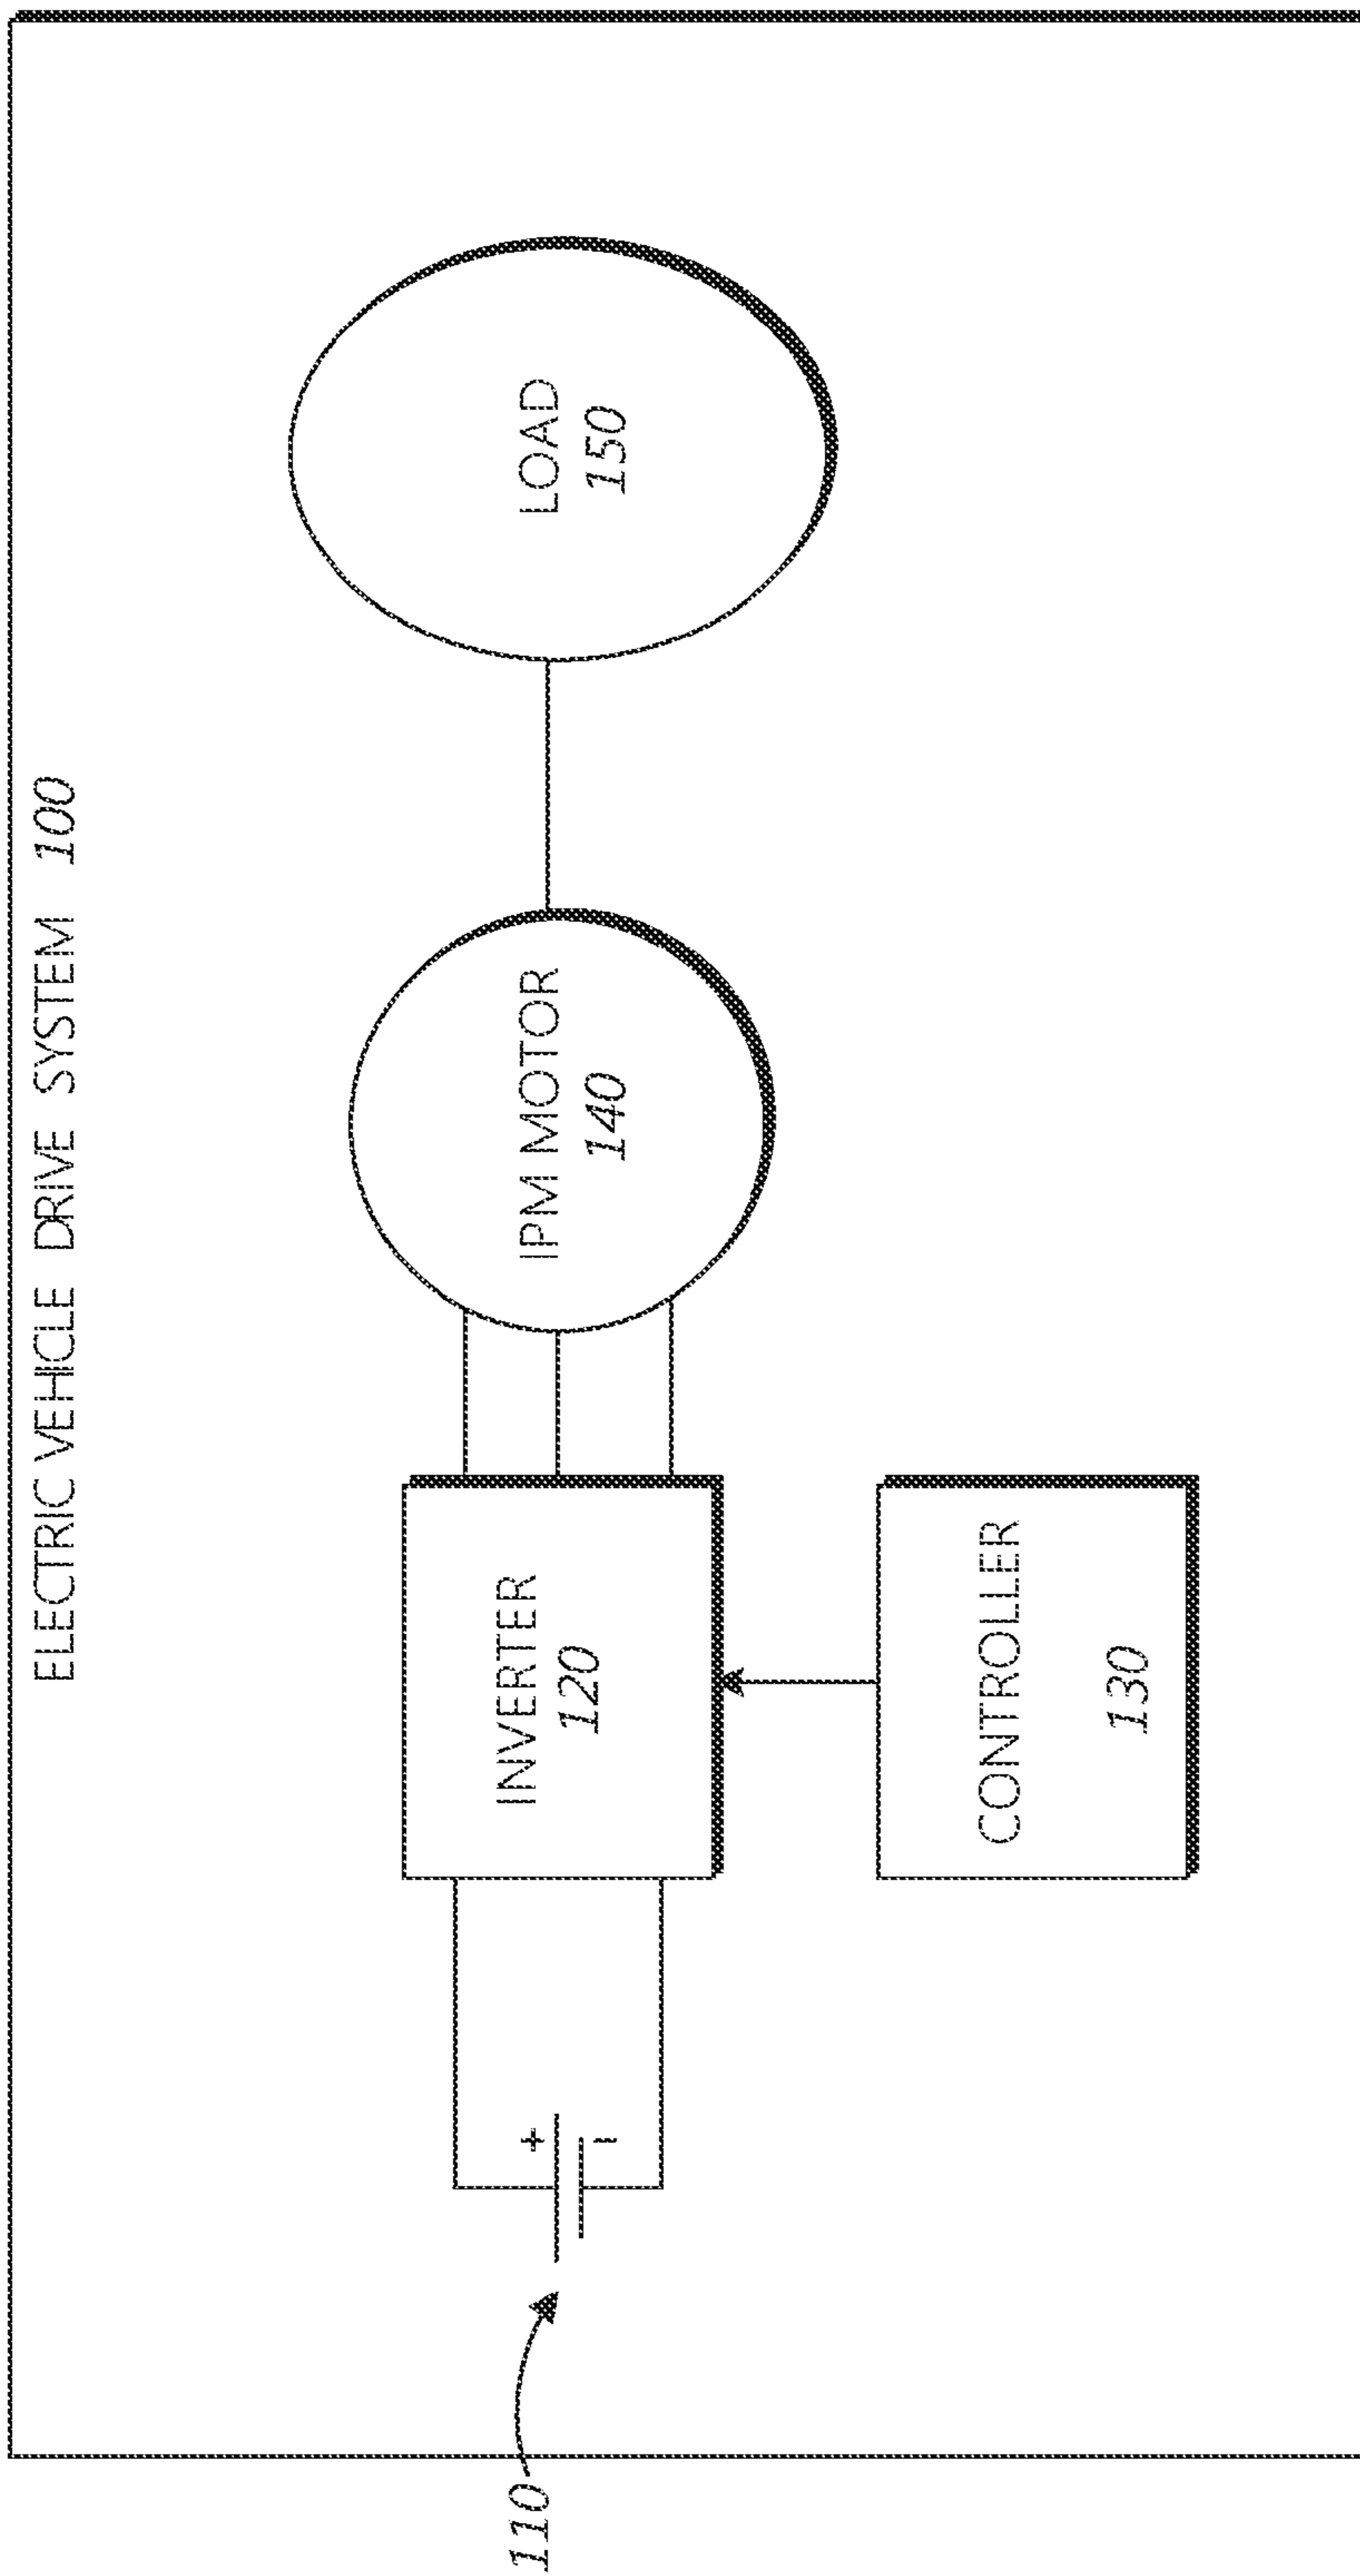 ELECTRIC VEHICLE DRIVE SYSTEM 100
110
+
−
INVERTER
120
CONTROLLER
130
IPM MOTOR
140
LOAD
150